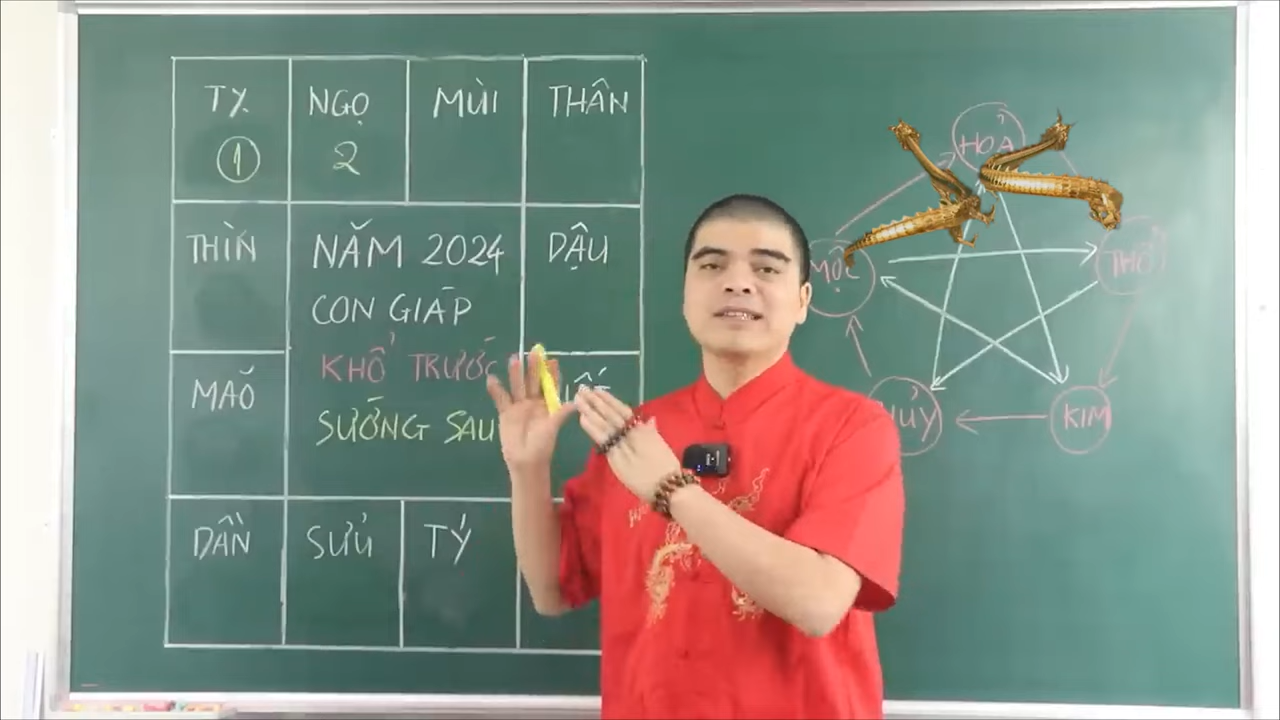 TỴ
①
NGỌ
2
MÙI
THÂN
THÌN
NĂM 2024
CON GIÁP
KHỔ TRƯỚC
SƯỚNG SAU
DẬU
MÃO
DẦN
SỬU
TÝ
HOẢ
THỔ
KIM
MỘC